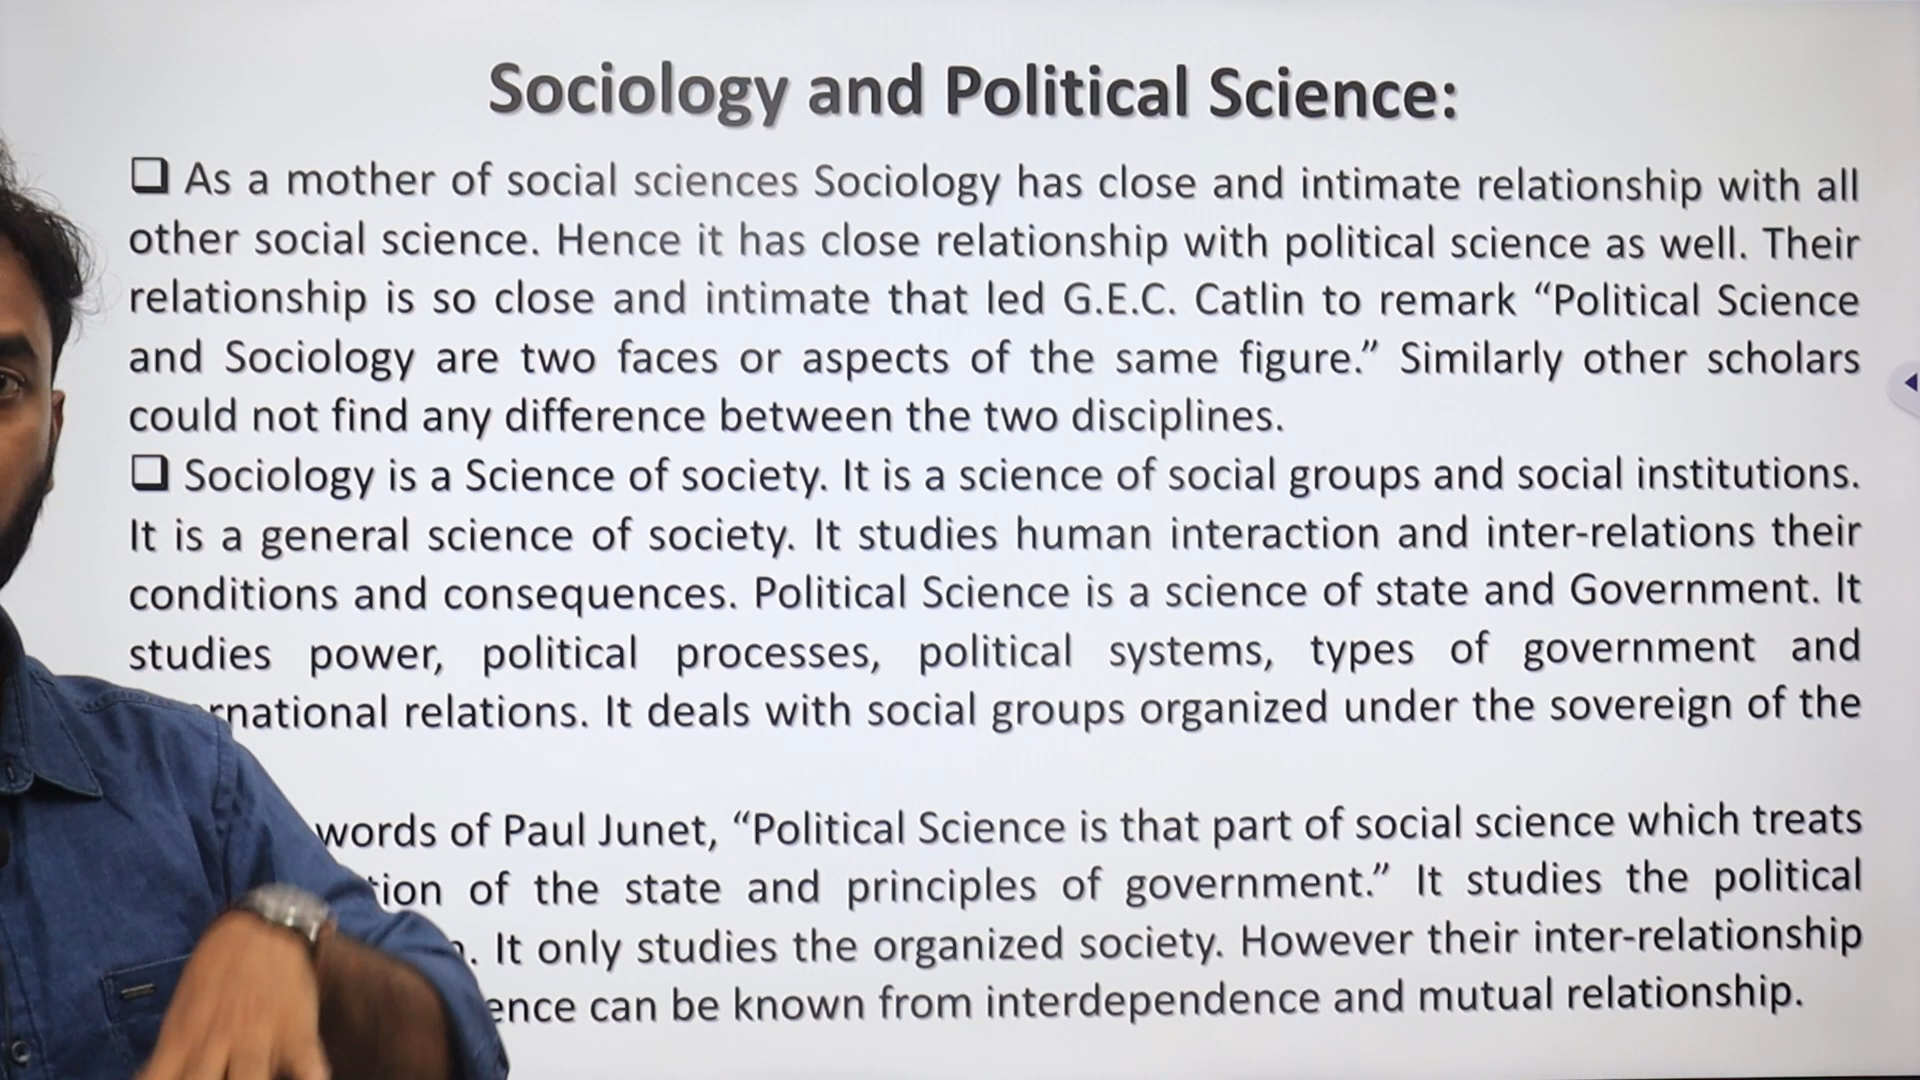 Sociology and Political Science:
As a mother of social sciences Sociology has close and intimate relationship with all
other social science. Hence it has close relationship with political science as well. Their
relationship is so close and intimate that led G.E.C. Catlin to remark “Political Science
and Sociology are two faces or aspects of the same figure.” Similarly other scholars
could not find any difference between the two disciplines.
Sociology is a Science of society. It is a science of social groups and social institutions.
It is a general science of society. It studies human interaction and inter-relations their
conditions and consequences. Political Science is a science of state and Government. It
studies power, political processes, political systems, types of government and
relations. It deals with social groups organized under the sovereign of the
words of Paul Junet, “Political Science is that part of social science which treats
of the state and principles of government.” It studies the political
It only studies the organized society. However their inter-relationship
can be known from interdependence and mutual relationship.